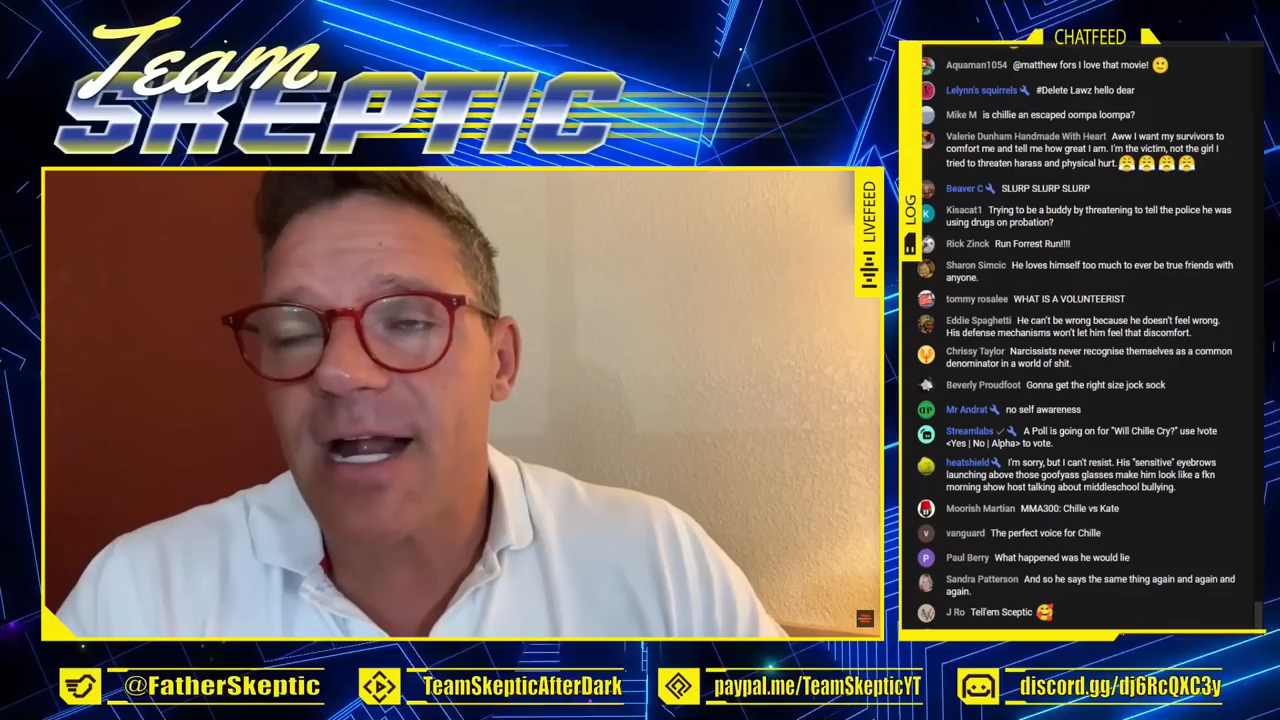 Team
SKEPTIC
CHATFEED
LIVEFEED
LOG
Aquaman1054 @matthew fors I love that movie! 🙂
Lelynn's squirrels #Delete Lawz hello dear
Mike M is chillie an escaped oompa loompa?
Valerie Dunham Handmade With Heart Aww I want my survivors to
comfort me and tell me how great I am. I'm the victim, not the girl I
tried to threaten harass and physical hurt.😤 😤 😤 😤
Beaver C SLURP SLURP SLURP
K
Kisacat1 Trying to be a buddy by threatening to tell the police he was
using drugs on probation?
Rick Zinck Run Forrest Run!!!!
Sharon Simcic He loves himself too much to ever be true friends with
anyone.
tommy rosalee WHAT IS A VOLUNTEERIST
Eddie Spaghetti He can't be wrong because he doesn't feel wrong.
His defense mechanisms won't let him feel that discomfort.
Chrissy Taylor Narcissists never recognise themselves as a common
denominator in a world of shit.
Beverly Proudfoot Gonna get the right size jock sock
Mr Andrat no self awareness
Streamlabs ✓ A Poll is going on for "Will Chille Cry?" use !vote
<Yes | No | Alpha> to vote.
heatshield I'm sorry, but I can't resist. His "sensitive" eyebrows
launching above those goofyass glasses make him look like a fkn
morning show host talking about middleschool bullying.
Moorish Martian MMA300: Chille vs Kate
v
vanguard The perfect voice for Chille
P
Paul Berry What happened was he would lie
Sandra Patterson And so he says the same thing again and again and
again.
J Ro Tell'em Sceptic 🥰
@FatherSkeptic
TeamSkepticAfterDark
paypal.me/TeamSkepticYT
discord.gg/dj6RcQXC3v